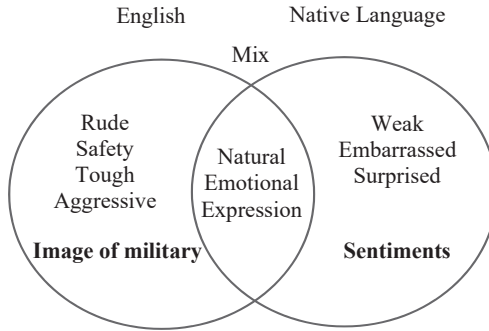 English
Native Language
Mix
Rude
Safety
Tough
Aggressive
Image of military
Natural
Emotional
Expression
Weak
Embarrassed
Surprised
Sentiments